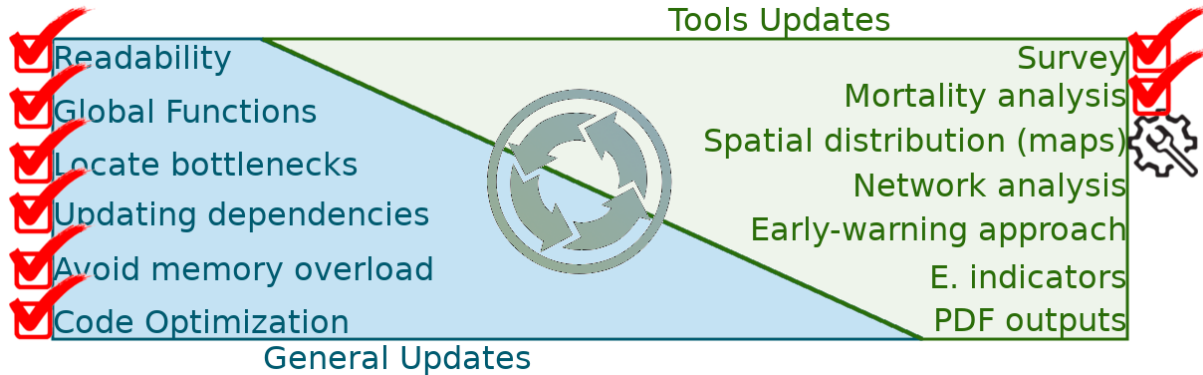 Tools Updates
Readability
Global Functions
Locate bottlenecks
Updating dependencies
Avoid memory overload
Code Optimization
General Updates
Survey
Mortality analysis
Spatial distribution (maps)
Network analysis
Early-warning approach
E. indicators
PDF outputs